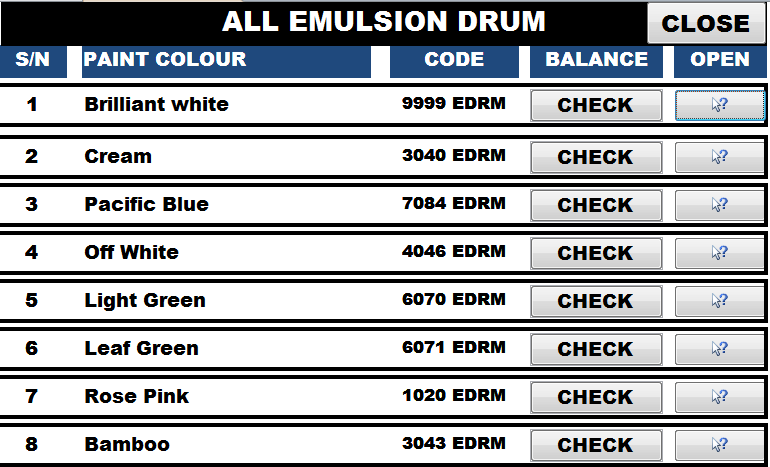 ALL EMULSION DRUM CLOSE
S/N PAINT COLOUR CODE BALANCE OPEN
1 Brilliant white 9999 EDRM CHECK ?
2 Cream 3040 EDRM CHECK ?
3 Pacific Blue 7084 EDRM CHECK ?
4 Off White 4046 EDRM CHECK ?
5 Light Green 6070 EDRM CHECK ?
6 Leaf Green 6071 EDRM CHECK ?
7 Rose Pink 1020 EDRM CHECK ?
8 Bamboo 3043 EDRM CHECK ?